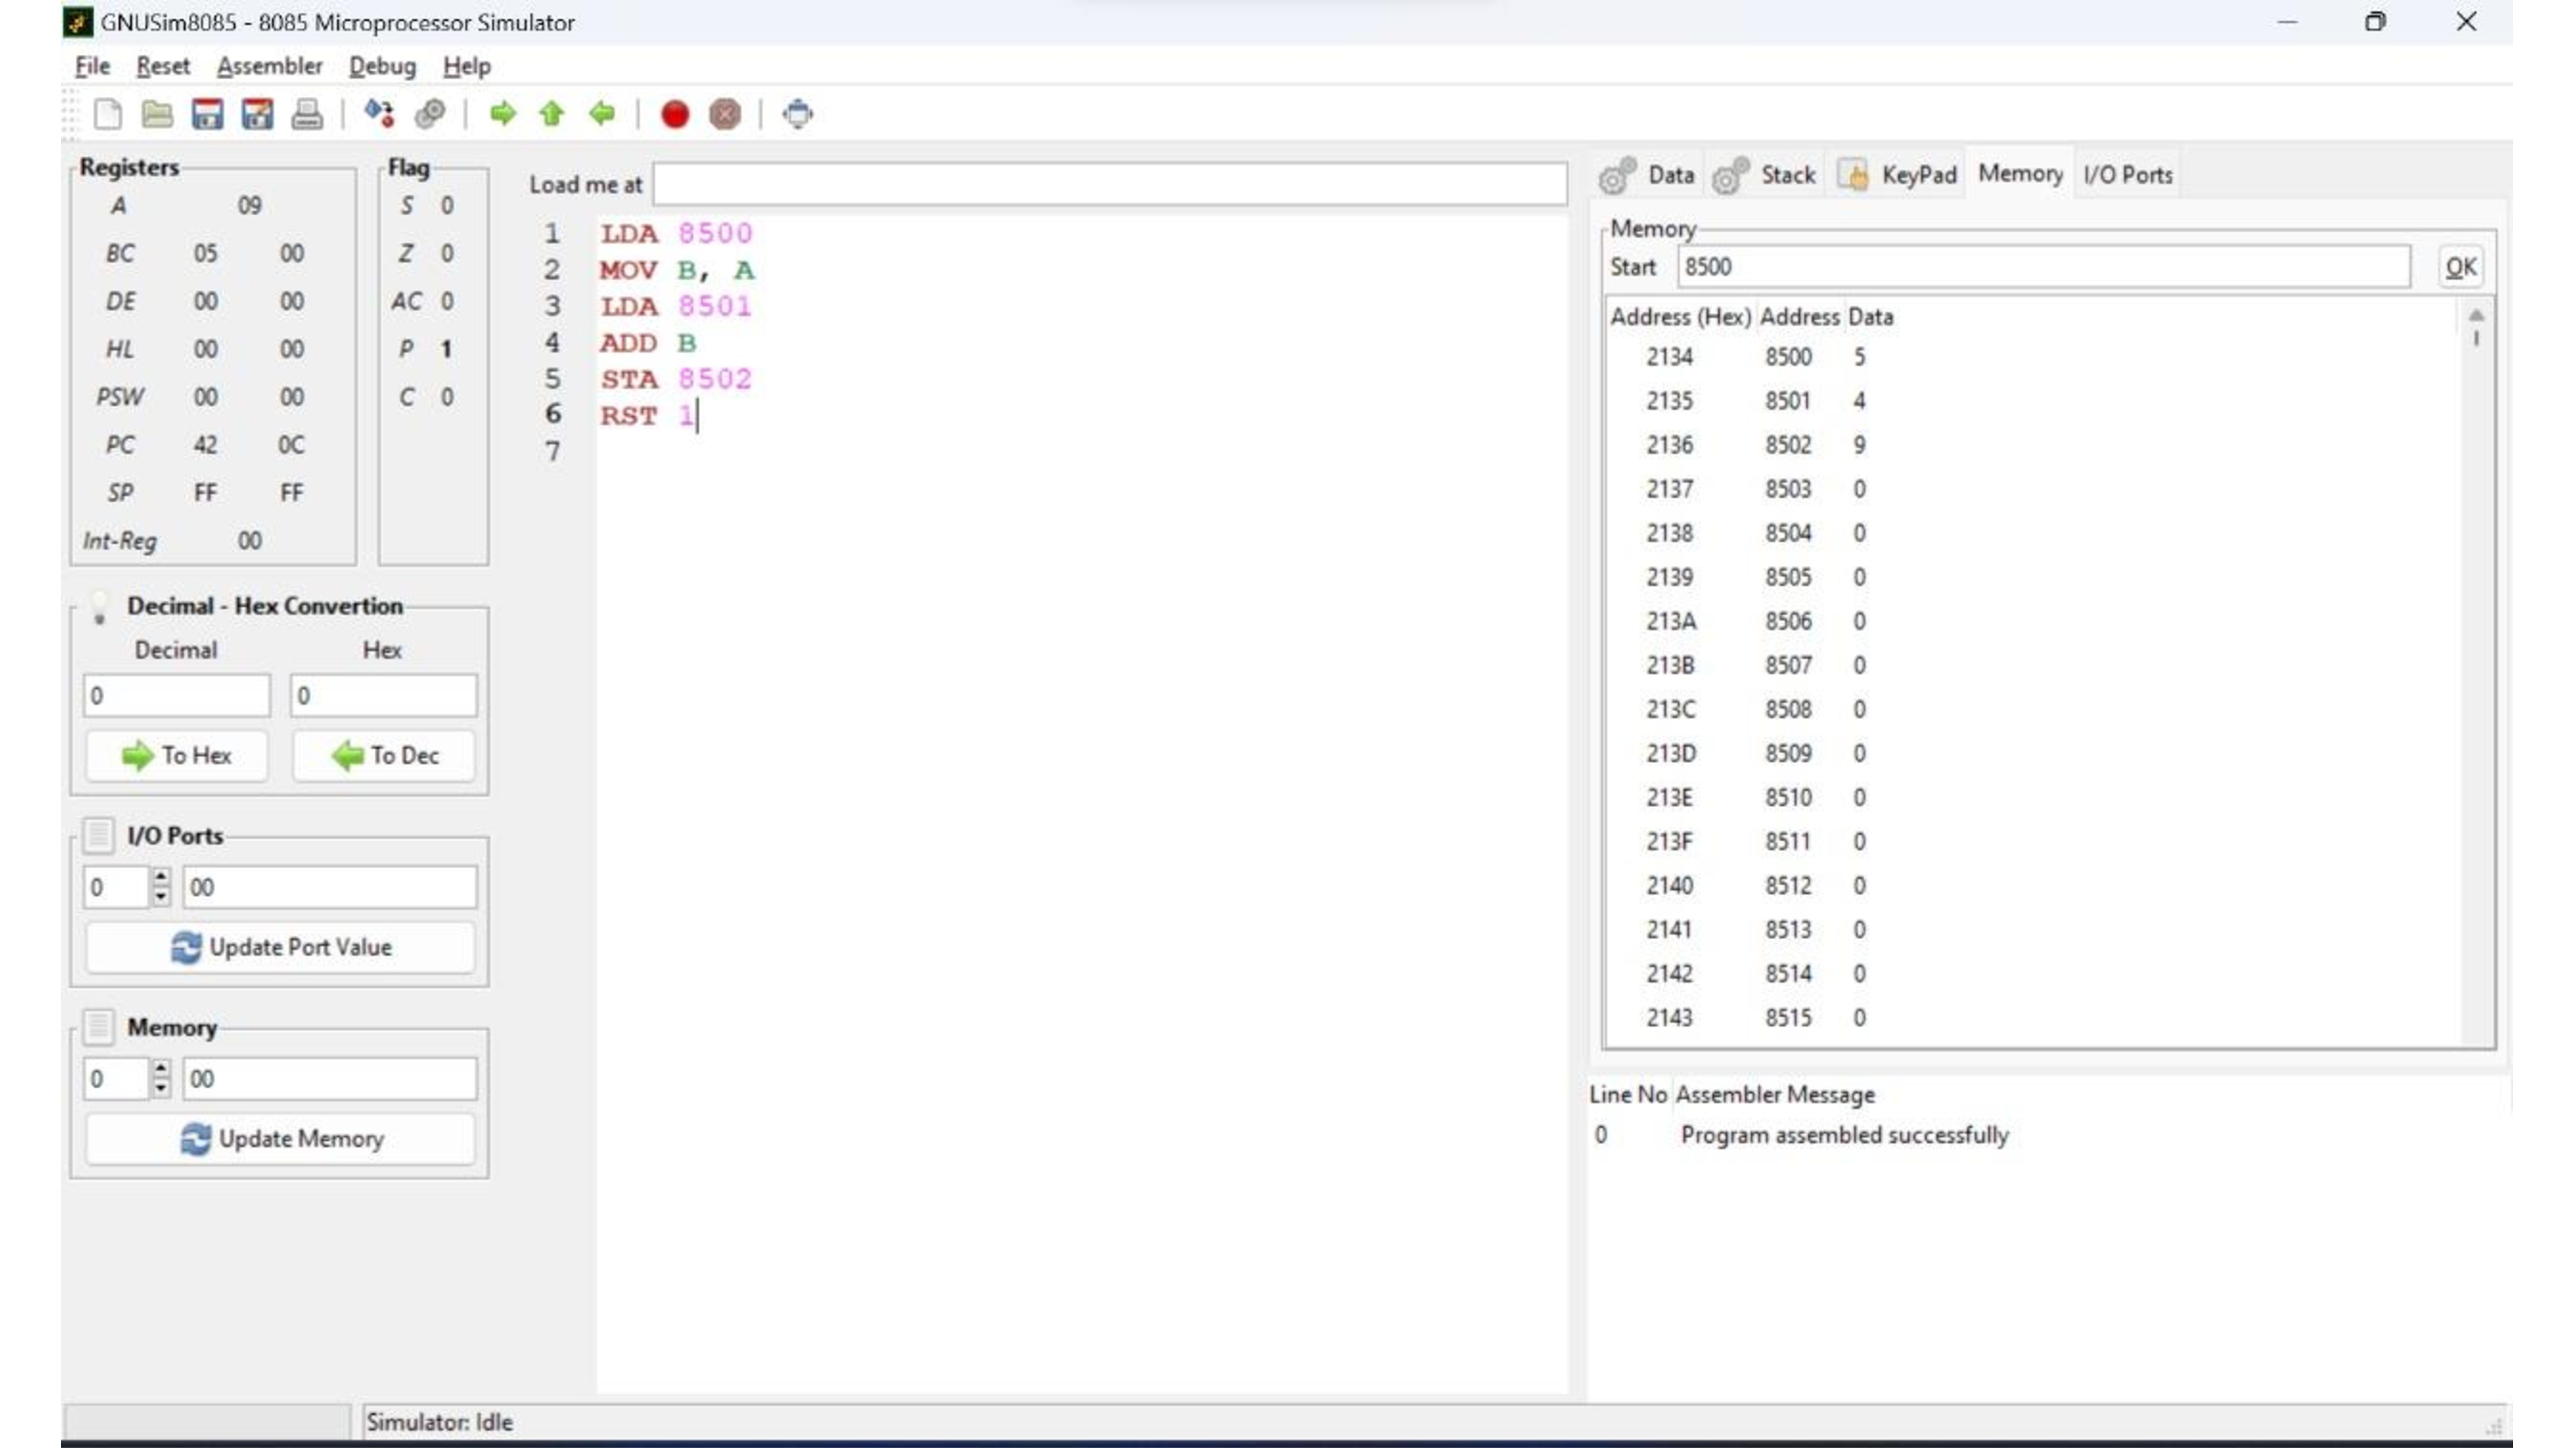 GNUSim8085 - 8085 Microprocessor Simulator
File Reset Assembler Debug Help
Registers
A 09
BC 05 00
DE 00 00
HL 00 00
PSW 00 00
PC 42 0C
SP FF FF
Int-Reg 00
Flag
S 0
Z 0
AC 0
P 1
C 0
Decimal - Hex Convertion
Decimal Hex
0 0
To Hex To Dec
I/O Ports
0 00
Update Port Value
Memory
0 00
Update Memory
Load me at
1 LDA 8500
2 MOV B, A
3 LDA 8501
4 ADD B
5 STA 8502
6 RST 1
7
Data Stack KeyPad Memory I/O Ports
Memory
Start 8500 OK
Address (Hex) Address Data
2134 8500 5
2135 8501 4
2136 8502 9
2137 8503 0
2138 8504 0
2139 8505 0
213A 8506 0
213B 8507 0
213C 8508 0
213D 8509 0
213E 8510 0
213F 8511 0
2140 8512 0
2141 8513 0
2142 8514 0
2143 8515 0
Line No Assembler Message
0 Program assembled successfully
Simulator: Idle